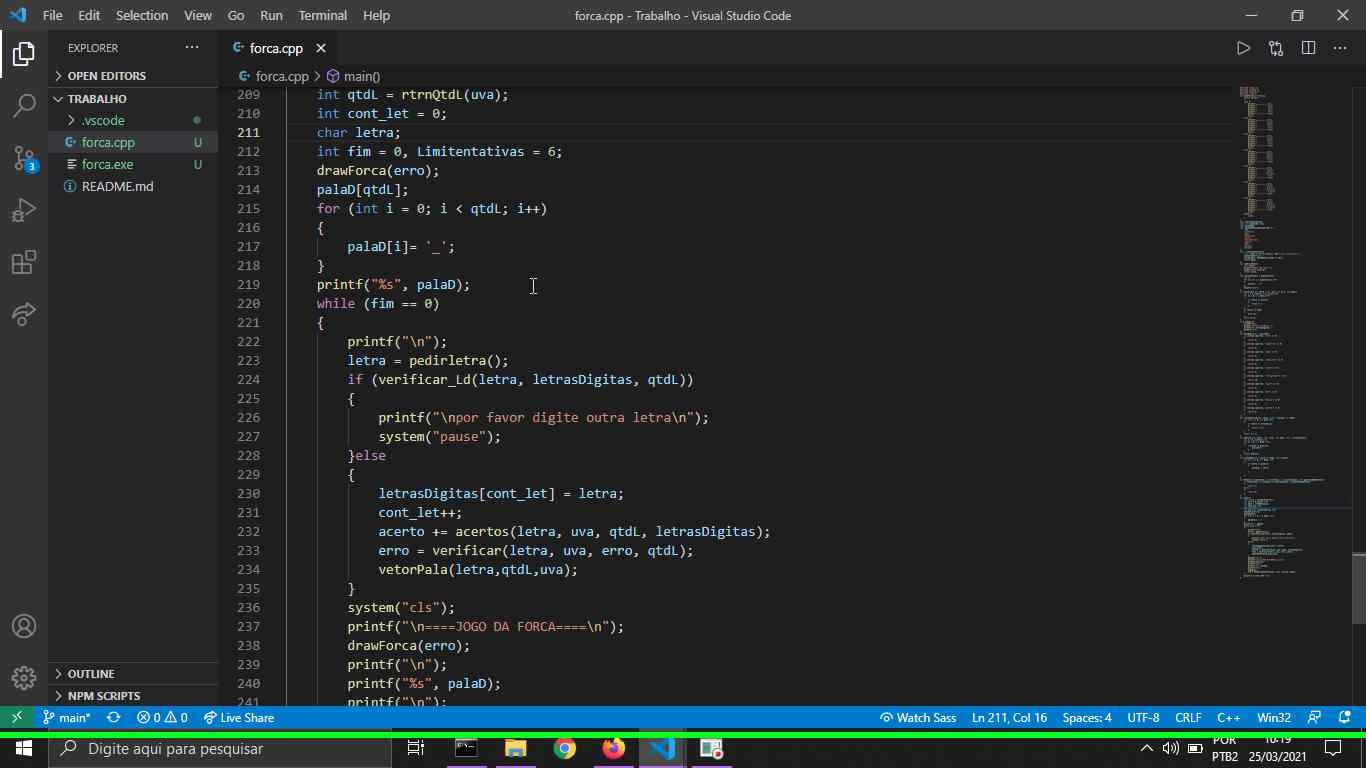 File Edit Selection View Go Run Terminal Help
forca.cpp - Trabalho - Visual Studio Code
EXPLORER ...
forca.cpp
OPEN EDITORS
TRABALHO
.vscode
forca.cpp U
forca.exe U
README.md
3
OUTLINE
NPM SCRIPTS
forca.cpp > main()
209 int qtdL = rtrnQtdL(uva);
210 int cont_let = 0;
211 char letra;
212 int fim = 0, Limitentativas = 6;
213 drawForca(erro);
214 palaD[qtdL];
215 for (int i = 0; i < qtdL; i++)
216 {
217 palaD[i]= '_';
218 }
219 printf("%s", palaD);
220 while (fim == 0)
221 {
222 printf("\n");
223 letra = pedirletra();
224 if (verificar_Ld(letra, letrasDigitas, qtdL))
225 {
226 printf("\npor favor digite outra letra\n");
227 system("pause");
228 }else
229 {
230 letrasDigitas[cont_let] = letra;
231 cont_let++;
232 acerto += acertos(letra, uva, qtdL, letrasDigitas);
233 erro = verificar(letra, uva, erro, qtdL);
234 vetorPala(letra,qtdL,uva);
235 }
236 system("cls");
237 printf("\n====JOGO DA FORCA====\n");
238 drawForca(erro);
239 printf("\n");
240 printf("%s", palaD);
241 printf("\n");
main* 0 0 Live Share
Watch Sass Ln 211, Col 16 Spaces: 4 UTF-8 CRLF C++ Win32
Digite aqui para pesquisar
POR
PTB2
10:19
25/03/2021